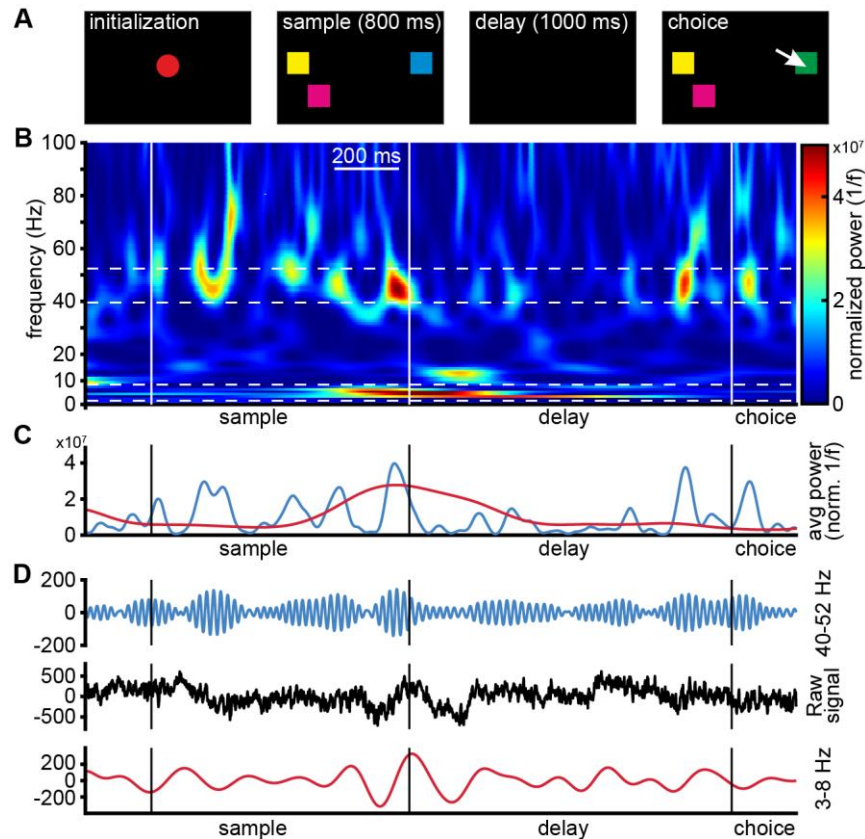 A
initialization
sample (800 ms)
delay (1000 ms)
choice
B
100
80
60
40
20
10
0
frequency (Hz)
200 ms
x10⁷
4
2
0
normalized power (1/f)
sample
delay
choice
C
x10⁷
4
2
0
avg power
(norm. 1/f)
sample
delay
choice
D
200
0
-200
40-52 Hz
500
0
-500
Raw
signal
200
0
-200
3-8 Hz
sample
delay
choice